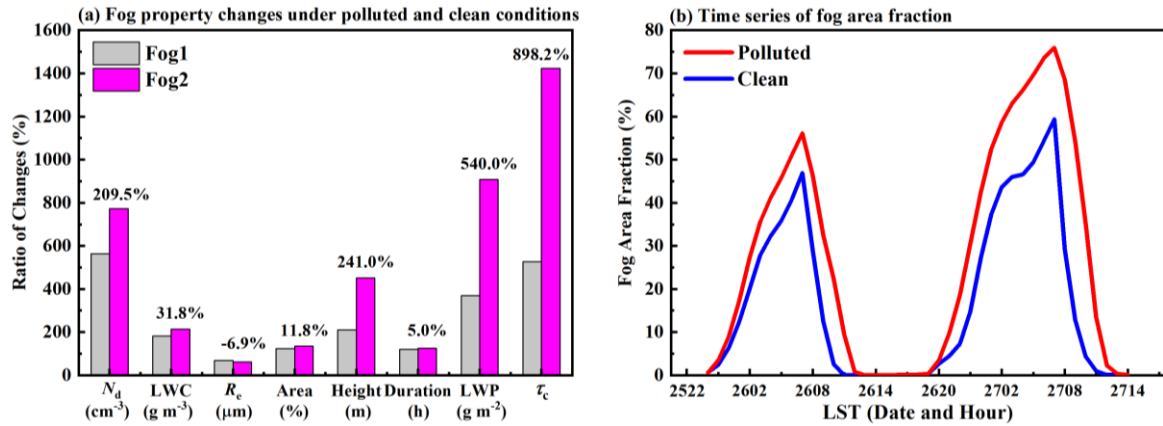 (a) Fog property changes under polluted and clean conditions
1600
1400
1200
1000
800
600
400
200
0
Ratio of Changes (%)
Fog1
Fog2
209.5%
31.8%
-6.9%
11.8%
241.0%
5.0%
540.0%
898.2%
Nd LWC Re Area Height Duration LWP τc
(cm-3) (g m-3) (μm) (%) (m) (h) (g m-2)
(b) Time series of fog area fraction
80
75
70
60
50
40
30
20
10
0
Fog Area Fraction (%)
Polluted
Clean
2522 2602 2608 2614 2620 2702 2708 2714
LST (Date and Hour)